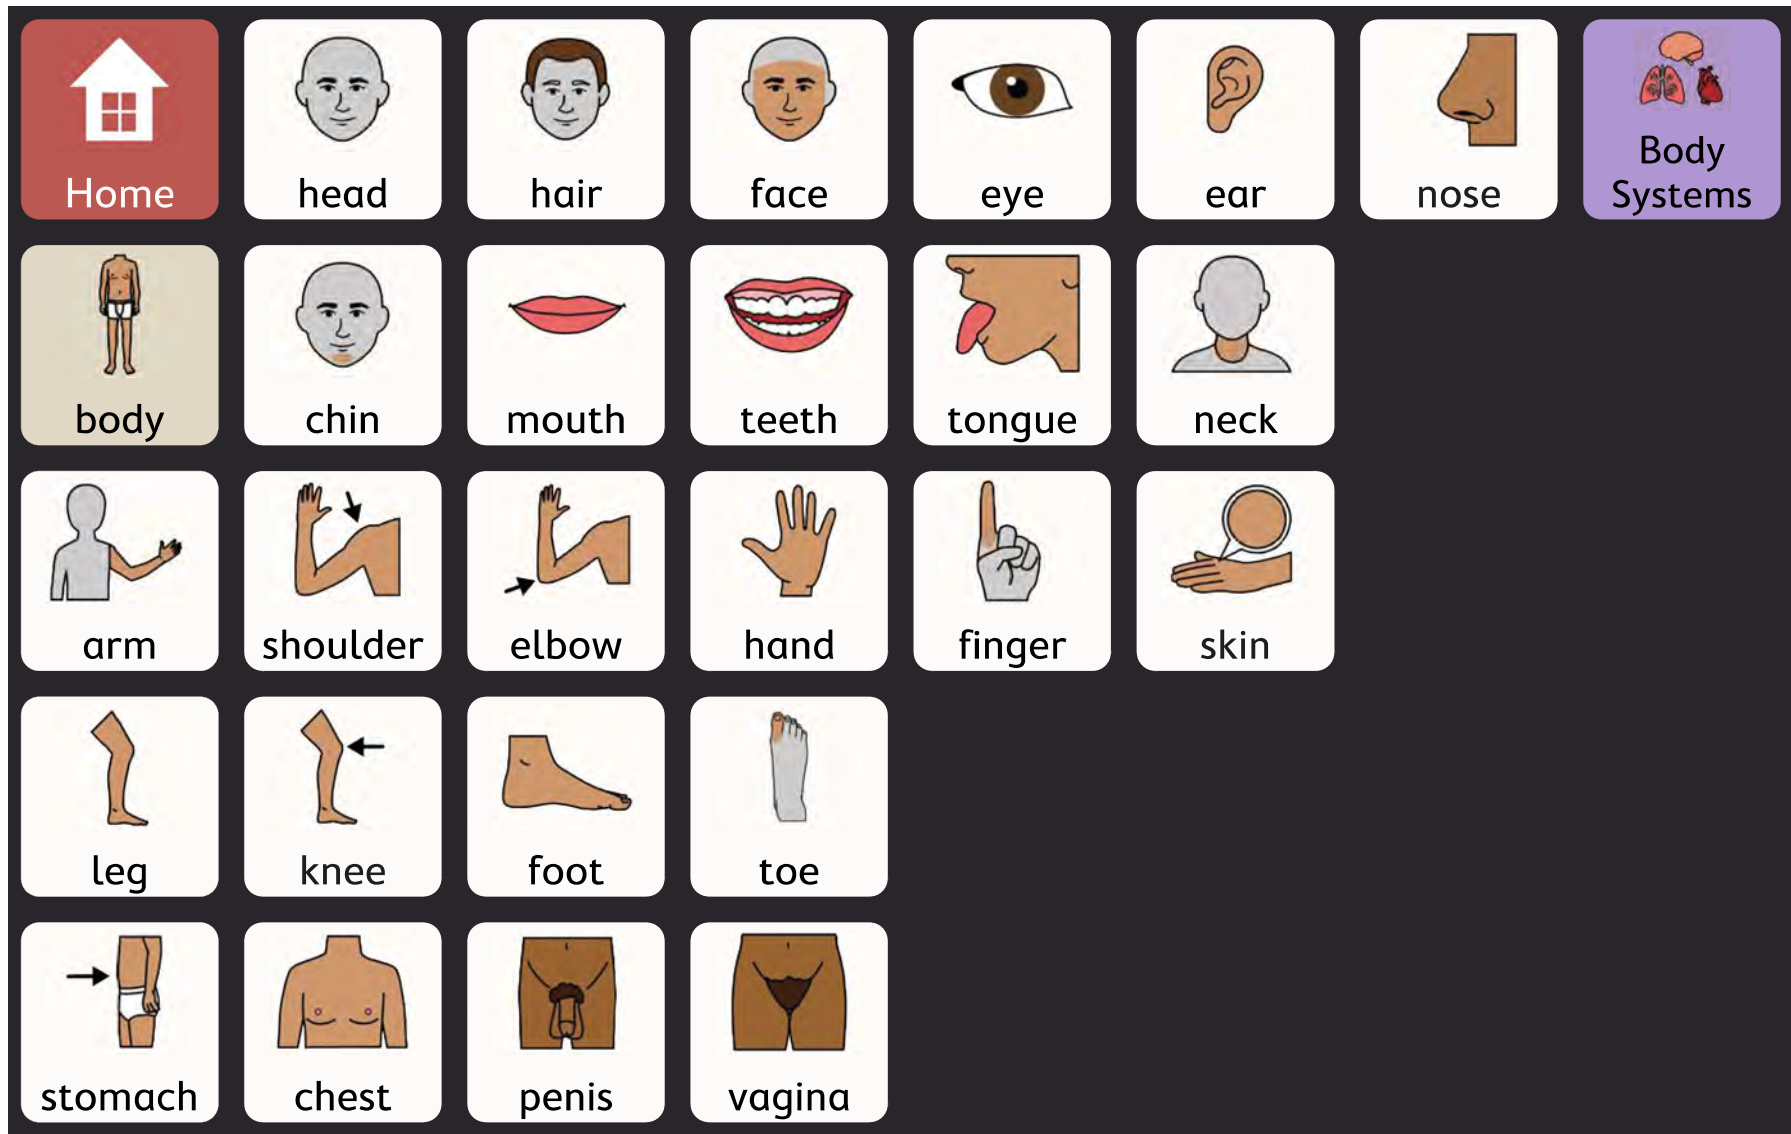 Home
head
hair
face
eye
ear
nose
Body
Systems
body
chin
mouth
teeth
tongue
neck
arm
shoulder
elbow
hand
finger
skin
leg
knee
foot
toe
stomach
chest
penis
vagina